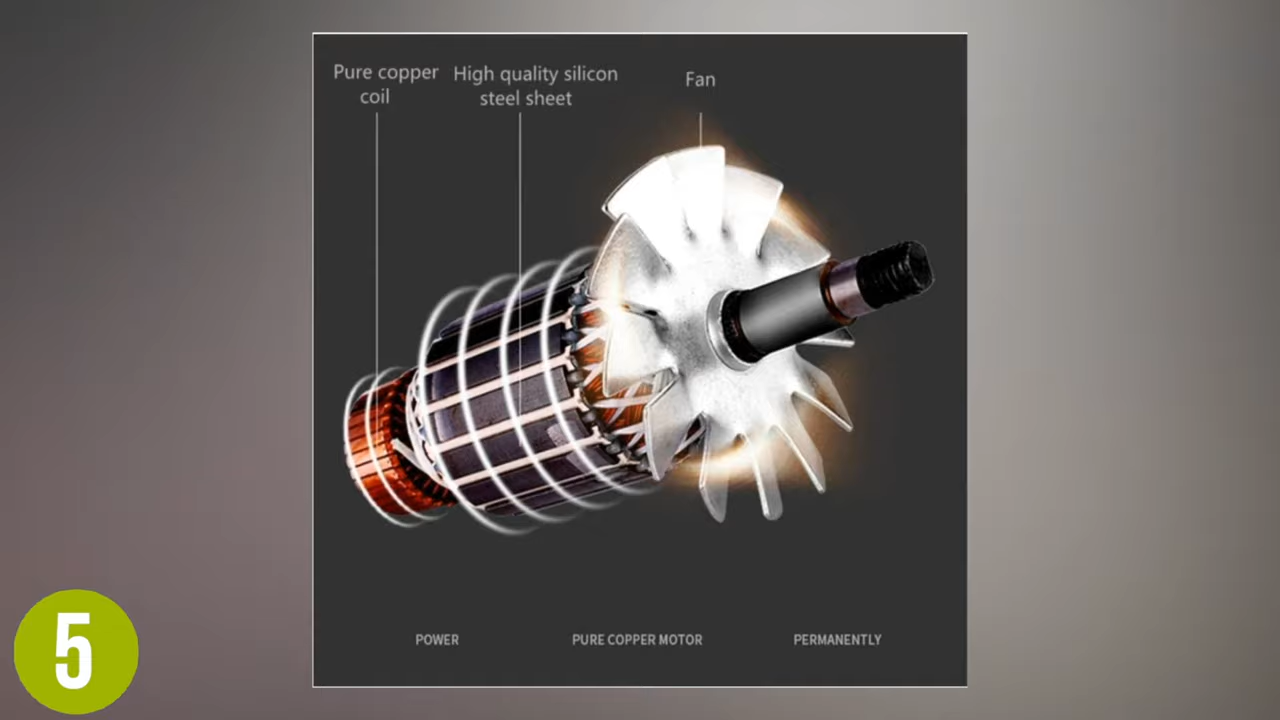 Pure copper
coil
High quality silicon
steel sheet
Fan
POWER
PURE COPPER MOTOR
PERMANENTLY
5